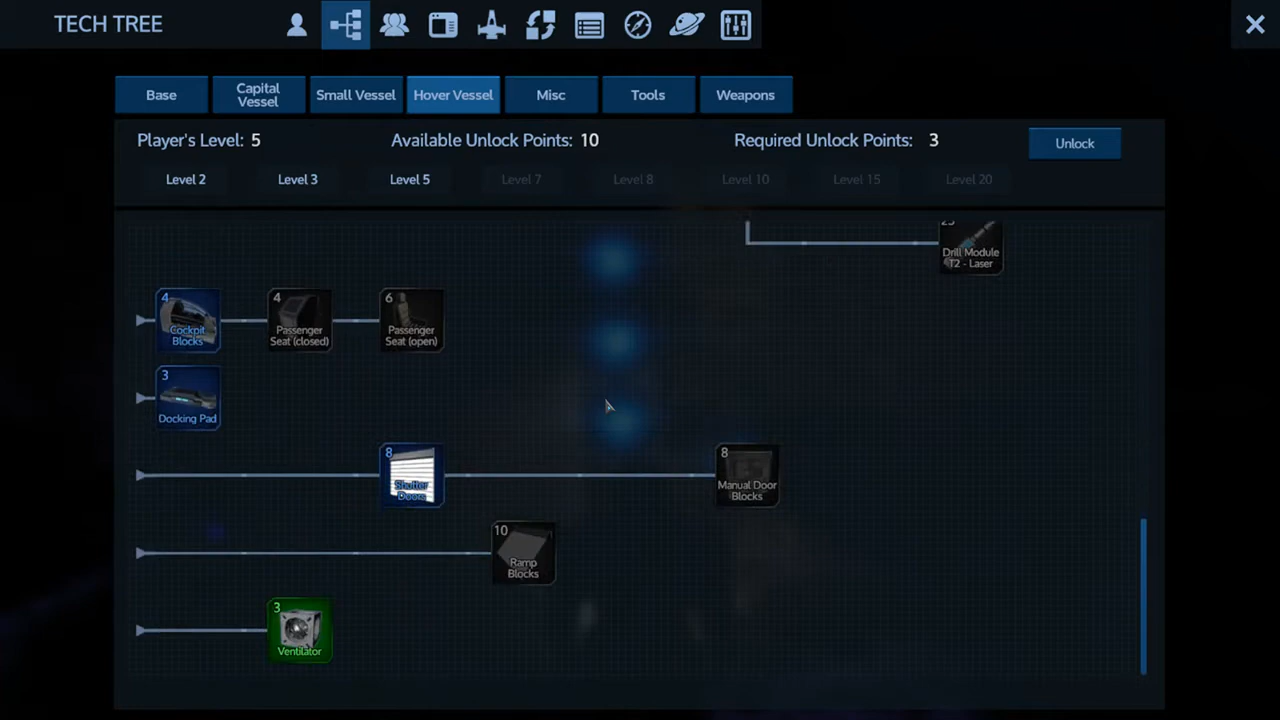 TECH TREE
Base
Capital
Vessel
Small Vessel
Hover Vessel
Misc
Tools
Weapons
Player's Level: 5
Available Unlock Points: 10
Required Unlock Points: 3
Unlock
Level 2
Level 3
Level 5
Level 7
Level 8
Level 10
Level 15
Level 20
Drill Module
T2 - Laser
4
Cockpit
Blocks
4
Passenger
Seat (closed)
6
Passenger
Seat (open)
3
Docking Pad
8
Shutter
Doors
8
Manual Door
Blocks
10
Ramp
Blocks
3
Ventilator